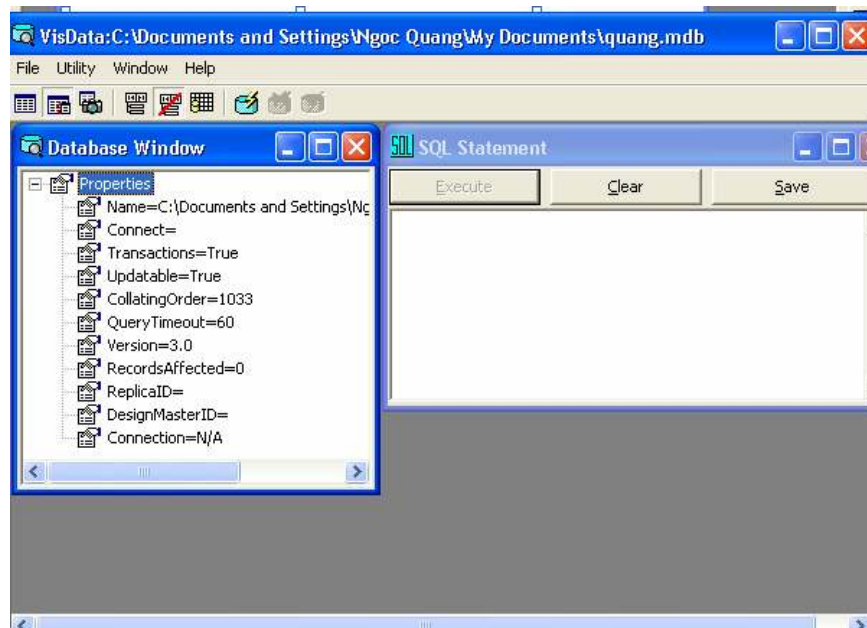 VisData:C:\Documents and Settings\Ngoc Quang\My Documents\quang.mdb
File Utility Window Help
Database Window
Properties
Name=C:\Documents and Settings\Ng
Connect=
Transactions=True
Updatable=True
CollatingOrder=1033
QueryTimeout=60
Version=3.0
RecordsAffected=0
ReplicaID=
DesignMasterID=
Connection=N/A
SQL SQL Statement
Execute Clear Save